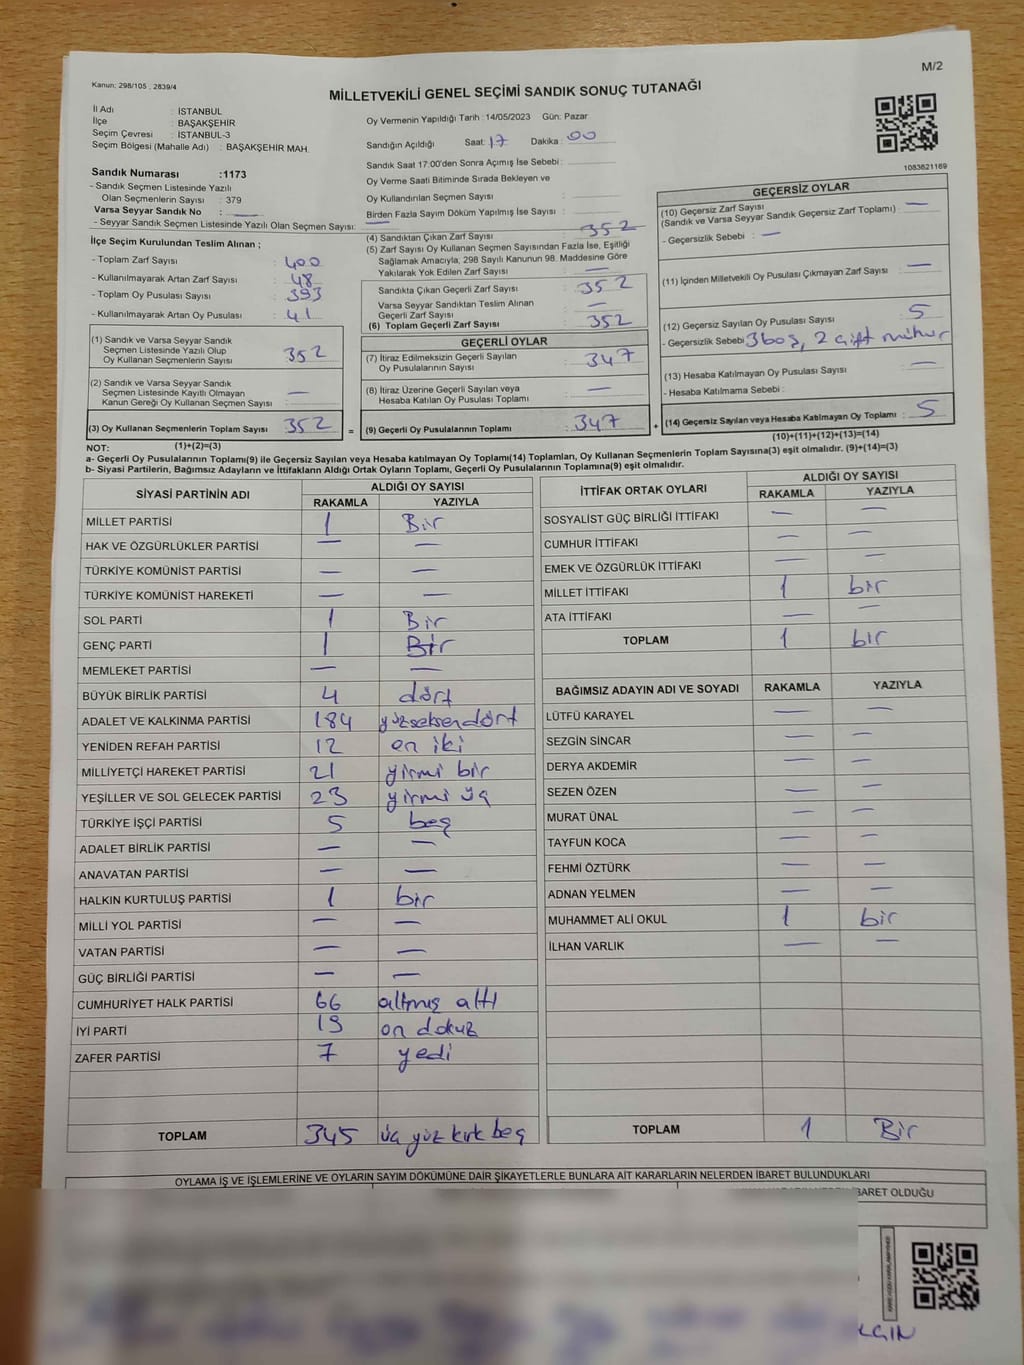 M/2
Kanun: 298/105 , 2839/4
MİLLETVEKİLİ GENEL SEÇİMİ SANDIK SONUÇ TUTANAĞI
İl Adı : İSTANBUL
İlçe : BAŞAKŞEHİR
Seçim Çevresi : İSTANBUL-3
Seçim Bölgesi (Mahalle Adı) : BAŞAKŞEHİR MAH.
Sandık Numarası :1173
- Sandık Seçmen Listesinde Yazılı
Olan Seçmenlerin Sayısı : 379
Varsa Seyyar Sandık No : —
- Seyyar Sandık Seçmen Listesinde Yazılı Olan Seçmen Sayısı: —
İlçe Seçim Kurulundan Teslim Alınan ;
- Toplam Zarf Sayısı : 400
- Kullanılmayarak Artan Zarf Sayısı : 48
- Toplam Oy Pusulası Sayısı : 393
- Kullanılmayarak Artan Oy Pusulası : 41
(1) Sandık ve Varsa Seyyar Sandık
Seçmen Listesinde Yazılı Olup
Oy Kullanan Seçmenlerin Sayısı : 352
(2) Sandık ve Varsa Seyyar Sandık
Seçmen Listesinde Kayıtlı Olmayan
Kanun Gereği Oy Kullanan Seçmen Sayısı : —
(3) Oy Kullanan Seçmenlerin Toplam Sayısı : 352
(1)+(2)=(3)
Oy Vermenin Yapıldığı Tarih : 14/05/2023 Gün: Pazar
Sandığın Açıldığı Saat: 17 Dakika : 00
Sandık Saat 17:00'den Sonra Açımış İse Sebebi :
Oy Verme Saati Bitiminde Sırada Bekleyen ve
Oy Kullandırılan Seçmen Sayısı :
Birden Fazla Sayım Döküm Yapılmış İse Sayısı :
(4) Sandıktan Çıkan Zarf Sayısı : 352
(5) Zarf Sayısı Oy Kullanan Seçmen Sayısından Fazla İse, Eşitliği
Sağlamak Amacıyla, 298 Sayılı Kanunun 98. Maddesine Göre
Yakılarak Yok Edilen Zarf Sayısı : —
Sandıkta Çıkan Geçerli Zarf Sayısı : 352
Varsa Seyyar Sandıktan Teslim Alınan
Geçerli Zarf Sayısı : —
(6) Toplam Geçerli Zarf Sayısı : 352
GEÇERLİ OYLAR
(7) İtiraz Edilmeksizin Geçerli Sayılan
Oy Pusulalarının Sayısı : 347
(8) İtiraz Üzerine Geçerli Sayılan veya
Hesaba Katılan Oy Pusulası Toplamı : —
= (9) Geçerli Oy Pusulalarının Toplamı : 347 +
1083621169
GEÇERSİZ OYLAR
(10) Geçersiz Zarf Sayısı : —
(Sandık ve Varsa Seyyar Sandık Geçersiz Zarf Toplamı)
- Geçersizlik Sebebi : —
(11) İçinden Milletvekili Oy Pusulası Çıkmayan Zarf Sayısı : —
(12) Geçersiz Sayılan Oy Pusulası Sayısı : 5
- Geçersizlik Sebebi 3 boş, 2 çift mühür
(13) Hesaba Katılmayan Oy Pusulası Sayısı : —
- Hesaba Katılmama Sebebi :
(14) Geçersiz Sayılan veya Hesaba Katılmayan Oy Toplamı : 5
(10)+(11)+(12)+(13)=(14)
NOT:
a- Geçerli Oy Pusulalarının Toplamı(9) ile Geçersiz Sayılan veya Hesaba katılmayan Oy Toplamı(14) Toplamları, Oy Kullanan Seçmenlerin Toplam Sayısına(3) eşit olmalıdır. (9)+(14)=(3)
b- Siyasi Partilerin, Bağımsız Adayların ve İttifakların Aldığı Ortak Oyların Toplamı, Geçerli Oy Pusulalarının Toplamına(9) eşit olmalıdır.
SİYASİ PARTİNİN ADI ALDIĞI OY SAYISI
RAKAMLA YAZIYLA
MİLLET PARTİSİ 1 Bir
HAK VE ÖZGÜRLÜKLER PARTİSİ — —
TÜRKİYE KOMÜNİST PARTİSİ — —
TÜRKİYE KOMÜNİST HAREKETİ — —
SOL PARTİ 1 Bir
GENÇ PARTİ 1 Bir
MEMLEKET PARTİSİ — —
BÜYÜK BİRLİK PARTİSİ 4 dört
ADALET VE KALKINMA PARTİSİ 184 yüzseksendört
YENİDEN REFAH PARTİSİ 12 on iki
MİLLİYETÇİ HAREKET PARTİSİ 21 yirmi bir
YEŞİLLER VE SOL GELECEK PARTİSİ 23 yirmi üç
TÜRKİYE İŞÇİ PARTİSİ 5 beş
ADALET BİRLİK PARTİSİ — —
ANAVATAN PARTİSİ — —
HALKIN KURTULUŞ PARTİSİ 1 bir
MİLLİ YOL PARTİSİ — —
VATAN PARTİSİ — —
GÜÇ BİRLİĞİ PARTİSİ — —
CUMHURİYET HALK PARTİSİ 66 altmış altı
İYİ PARTİ 19 on dokuz
ZAFER PARTİSİ 7 yedi
TOPLAM 345 üç yüz kırk beş
İTTİFAK ORTAK OYLARI ALDIĞI OY SAYISI
RAKAMLA YAZIYLA
SOSYALİST GÜÇ BİRLİĞİ İTTİFAKI — —
CUMHUR İTTİFAKI — —
EMEK VE ÖZGÜRLÜK İTTİFAKI — —
MİLLET İTTİFAKI 1 bir
ATA İTTİFAKI — —
TOPLAM 1 bir
BAĞIMSIZ ADAYIN ADI VE SOYADI RAKAMLA YAZIYLA
LÜTFÜ KARAYEL — —
SEZGİN SİNCAR — —
DERYA AKDEMİR — —
SEZEN ÖZEN — —
MURAT ÜNAL — —
TAYFUN KOCA — —
FEHMİ ÖZTÜRK — —
ADNAN YELMEN — —
MUHAMMET ALİ OKUL 1 bir
İLHAN VARLIK — —
TOPLAM 1 Bir
OYLAMA İŞ VE İŞLEMLERİNE VE OYLARIN SAYIM DÖKÜMÜNE DAİR ŞİKAYETLERLE BUNLARA AİT KARARLARIN NELERDEN İBARET BULUNDUKLARI
İBARET OLDUĞU